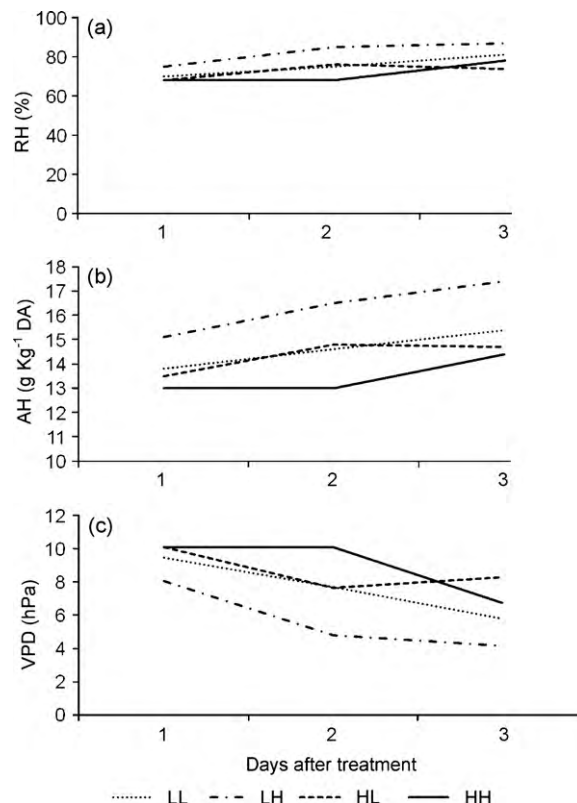 100
(a)
80
60
40
20
0
RH (%)
1 2 3
18
(b)
17
16
15
14
13
12
11
10
AH (g Kg⁻¹ DA)
1 2 3
12
(c)
10
8
6
4
2
0
VPD (hPa)
1 2 3
Days after treatment
LL LH HL HH